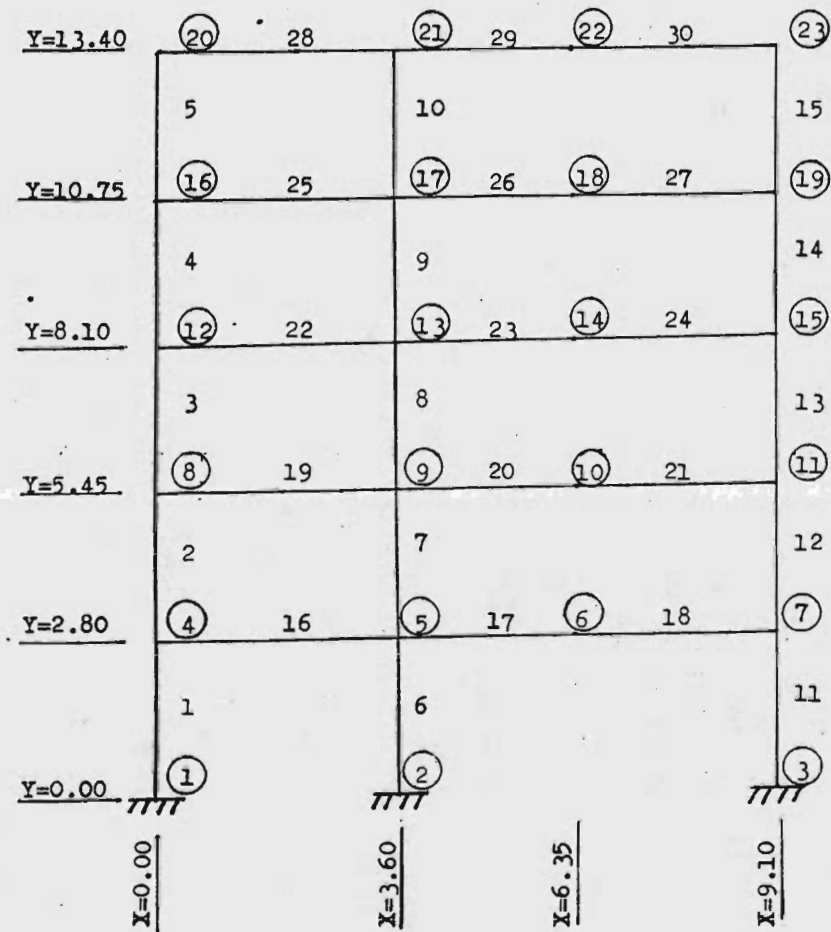 Y=13.40 20 28 21 29 22 30 23
5 10 15
Y=10.75 16 25 17 26 18 27 19
4 9 14
Y=8.10 12 22 13 23 14 24 15
3 8 13
Y=5.45 8 19 9 20 10 21 11
2 7 12
Y=2.80 4 16 5 17 6 18 7
1 6 11
Y=0.00 1 2 3
X=0.00 X=3.60 X=6.35 X=9.10